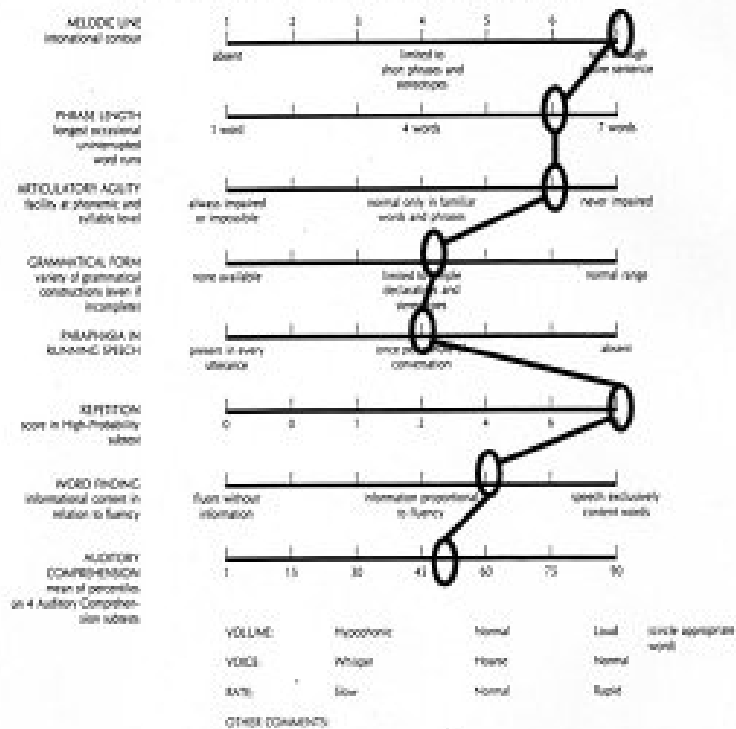 MELODIC LINE
intonational contour
1 2 3 4 5 6
absent
limited to
short phrases and
stereotypes
sentence
PHRASE LENGTH
longest occasional
uninterrupted
word runs
1 word
4 words
7 words
ARTICULATORY AGILITY
facility at phonemic and
syllable level
always impaired
or impossible
normal only in familiar
words and phrases
never impaired
GRAMMATICAL FORM
variety of grammatical
constructions even if
incomplete
none available
limited to
declaratives and
normal range
PARAPHASIA IN
RUNNING SPEECH
present in every
utterance
once per
conversation
absent
REPETITION
score in High-Probability
subtest
0 0 2 4
WORD FINDING
informational content in
relation to fluency
fluent without
information
information proportional
to fluency
speech exclusively
content words
AUDITORY
COMPREHENSION
mean of percentiles
on 4 Auditory Comprehen-
sion subtests
1 15 30 45 60 75 90
VOLUME: Hypophonic Normal Loud (circle appropriate
word)
VOICE: Whisper Hoarse Normal
RATE: Slow Normal Rapid
OTHER COMMENTS: